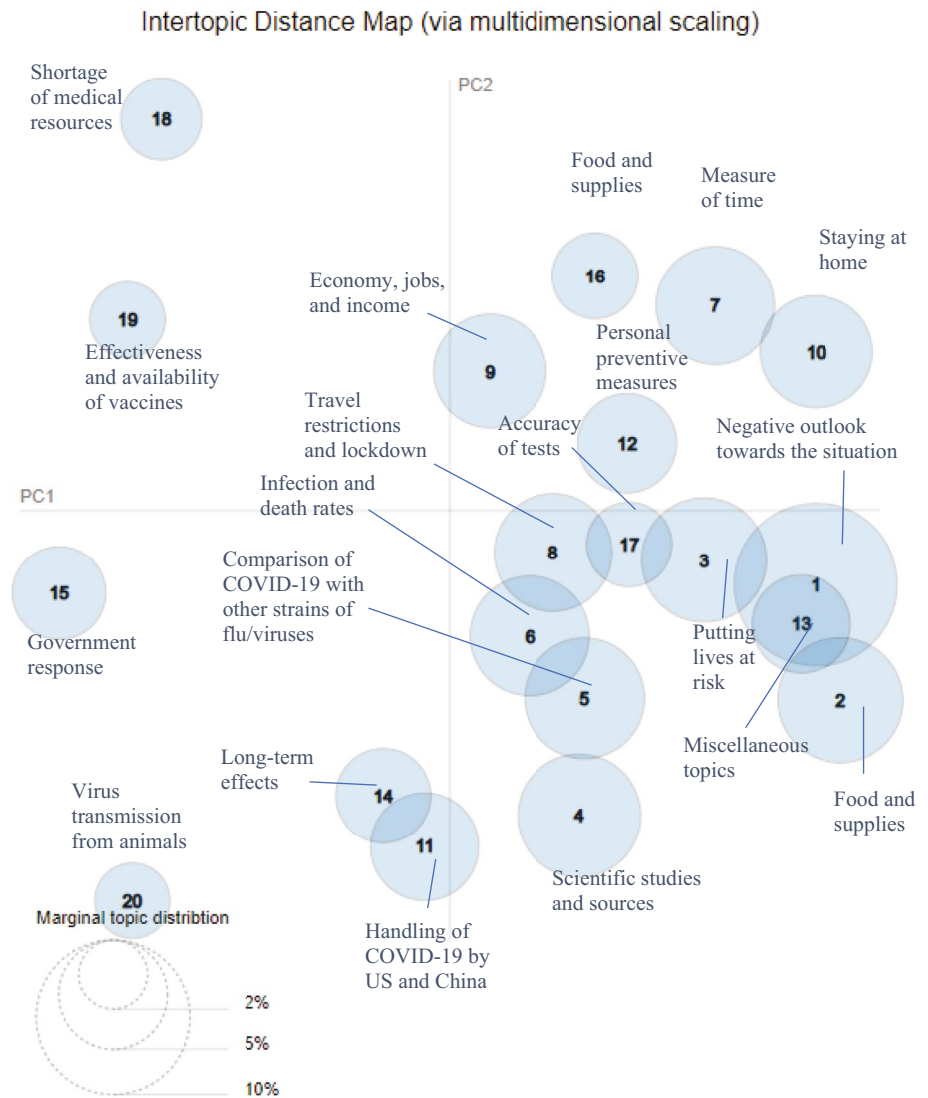 Intertopic Distance Map (via multidimensional scaling)
Shortage
of medical
resources
18
PC2
Food and
supplies
Measure
of time
Staying at
home
16
7
10
Economy, jobs,
and income
9
19
Effectiveness
and availability
of vaccines
Personal
preventive
measures
Travel
restrictions
and lockdown
Accuracy
of tests
12
Negative outlook
towards the situation
Infection and
death rates
PC1
8
17
3
1
Comparison of
COVID-19 with
other strains of
flu/viruses
15
Government
response
6
13
Putting
lives at
risk
5
2
Miscellaneous
topics
Long-term
effects
14
Food and
supplies
Virus
transmission
from animals
11
4
Scientific studies
and sources
20
Marginal topic distribtion
Handling of
COVID-19 by
US and China
2%
5%
10%